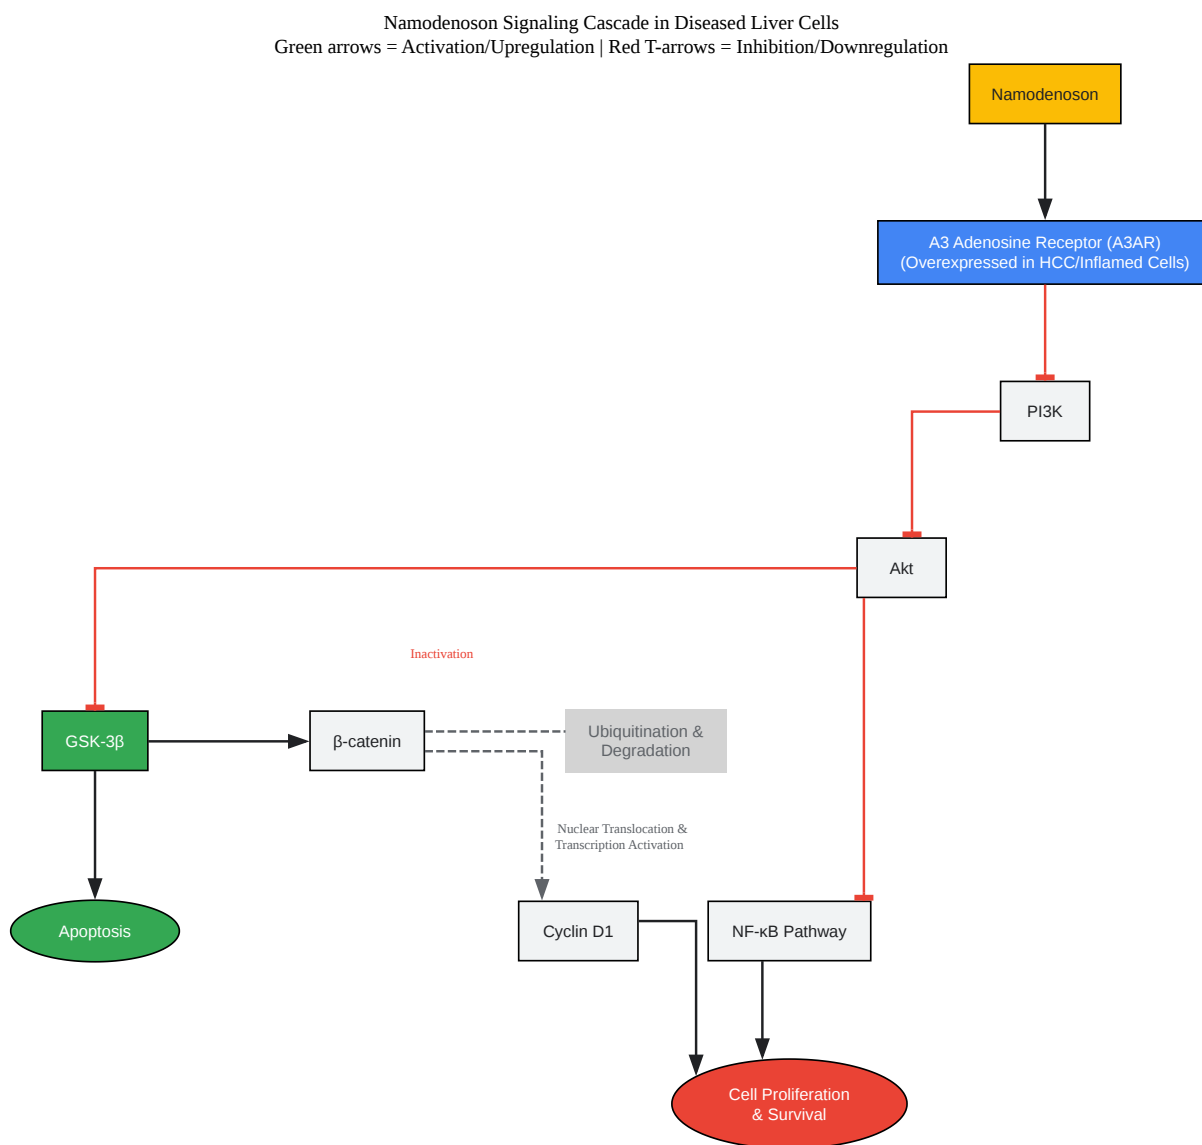 Namodenoson Signaling Cascade in Diseased Liver Cells
Green arrows = Activation/Upregulation | Red T-arrows = Inhibition/Downregulation
Namodenoson
A3 Adenosine Receptor (A3AR)
(Overexpressed in HCC/Inflamed Cells)
PI3K
Akt
Inactivation
GSK-3β
β-catenin
Ubiquitination &
Degradation
Nuclear Translocation &
Transcription Activation
Apoptosis
Cyclin D1
NF-κB Pathway
Cell Proliferation
& Survival